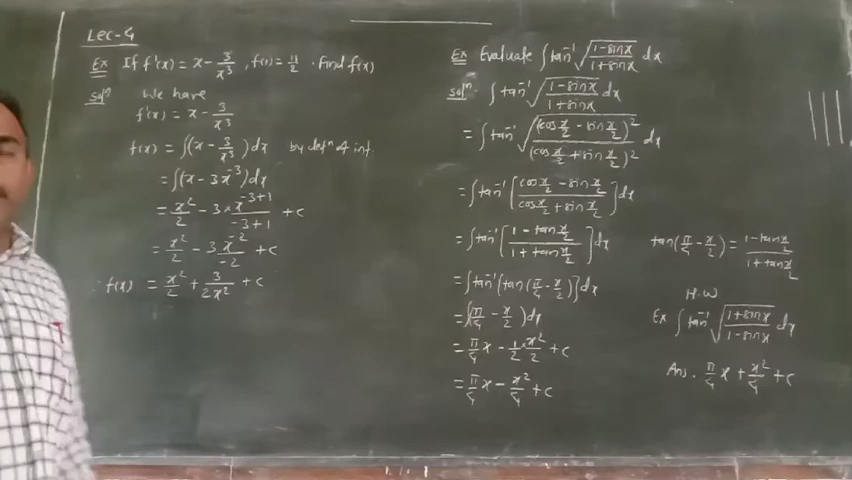 Lec-4
Ex If f'(x) = x - 3/x³, f(1) = 11/2 . Find f(x)
Solⁿ We have
f'(x) = x - 3/x³
f(x) = ∫(x - 3/x³)dx by defⁿ of int.
= ∫(x - 3x⁻³)dx
= x²/2 - 3 × x⁻³⁺¹/-3+1 + c
= x²/2 - 3 x⁻²/-2 + c
∴ f(x) = x²/2 + 3/2x² + c
Ex Evaluate ∫tan⁻¹ √(1-sinx/1+sinx) dx
Solⁿ ∫tan⁻¹ √(1-sinx/1+sinx) dx
= ∫tan⁻¹ √((cos x/2 - sin x/2)²/(cos x/2 + sin x/2)²) dx
= ∫tan⁻¹ [cos x/2 - sin x/2 / cos x/2 + sin x/2] dx
= ∫tan⁻¹ [1 - tan x/2 / 1 + tan x/2] dx
= ∫tan⁻¹ {tan(π/4 - x/2)} dx
= ∫(π/4 - x/2)dx
= π/4 x - 1/2 × x²/2 + c
= π/4 x - x²/4 + c
tan(π/4 - x/2) = 1 - tan x/2 / 1 + tan x/2
H.W
Ex ∫tan⁻¹ √(1+sinx/1-sinx) dx
Ans. π/4 x + x²/4 + c